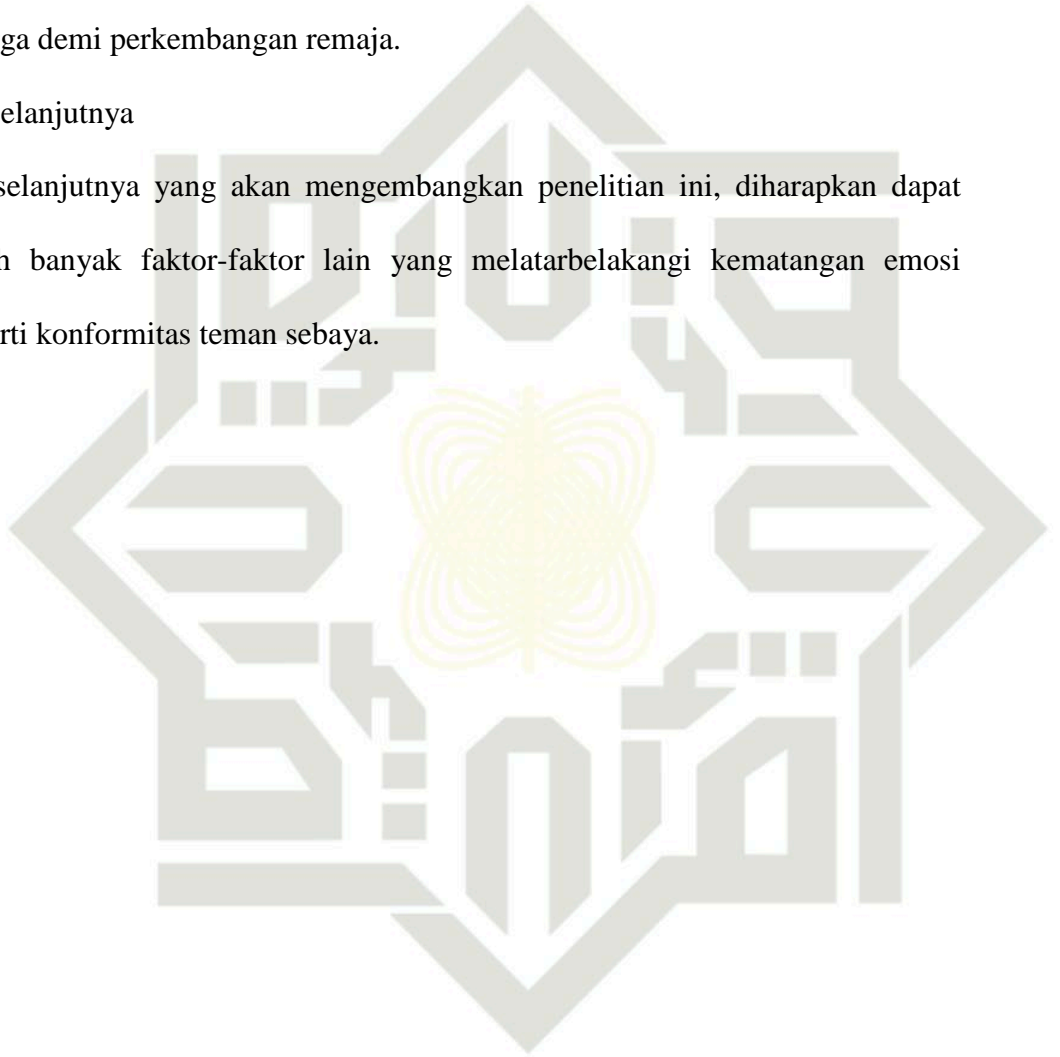 ga demi perkembangan remaja.
elanjutnya
selanjutnya yang akan mengembangkan penelitian ini, diharapkan dapat
banyak faktor-faktor lain yang melatarbelakangi kematangan emosi
rti konformitas teman sebaya.